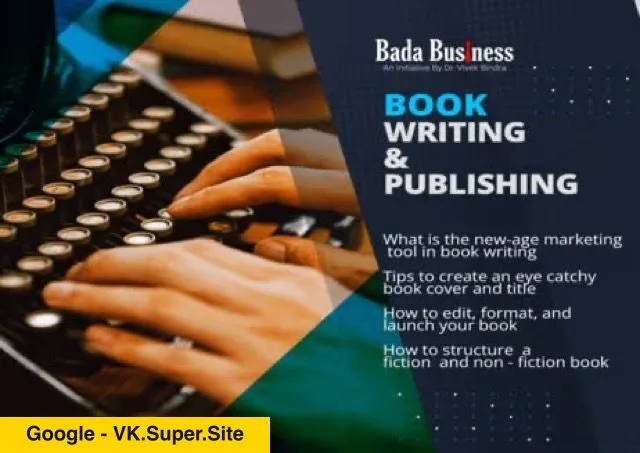 Bada Business
An Initiative By Dr. Vivek Bindra
BOOK
WRITING
&
PUBLISHING
What is the new-age marketing
tool in book writing
Tips to create an eye catchy
book cover and title
How to edit, format, and
launch your book
How to structure a
fiction and non - fiction book
Google - VK.Super.Site